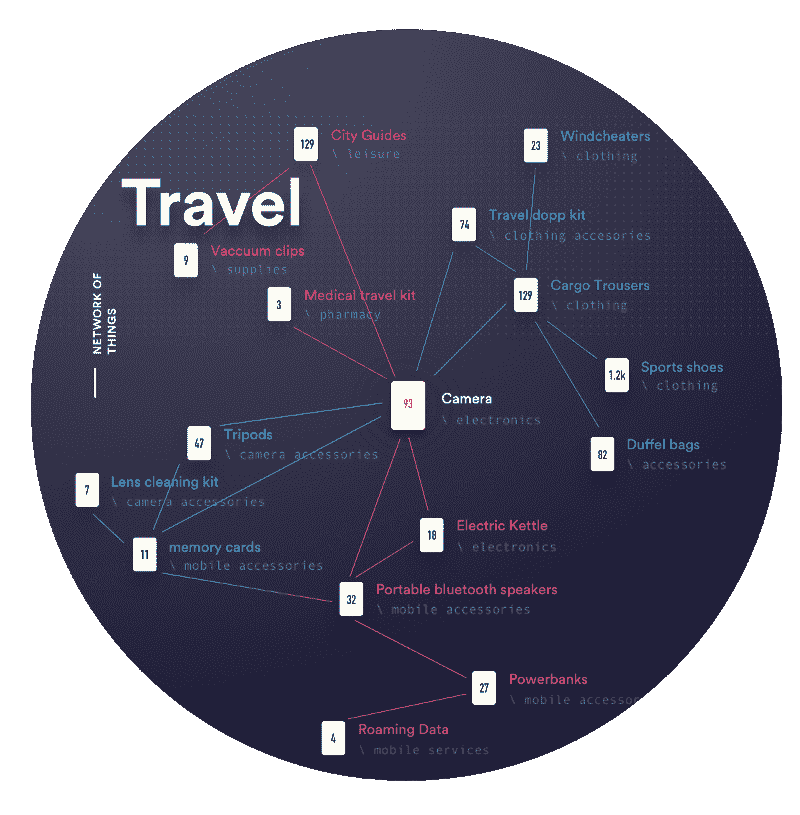 129
City Guides
\ leisure
23
Windcheaters
\ clothing
Travel
74
Travel dopp kit
\ clothing accesories
9
Vaccuum clips
\ supplies
NETWORK OF
THINGS
3
Medical travel kit
\ pharmacy
129
Cargo Trousers
\ clothing
1.2k
Sports shoes
\ clothing
93
Camera
\ electronics
47
Tripods
\ camera accessories
82
Duffel bags
\ accessories
7
Lens cleaning kit
\ camera accessories
11
memory cards
\ mobile accessories
18
Electric Kettle
\ electronics
32
Portable bluetooth speakers
\ mobile accessories
27
Powerbanks
\ mobile accessor
4
Roaming Data
\ mobile services